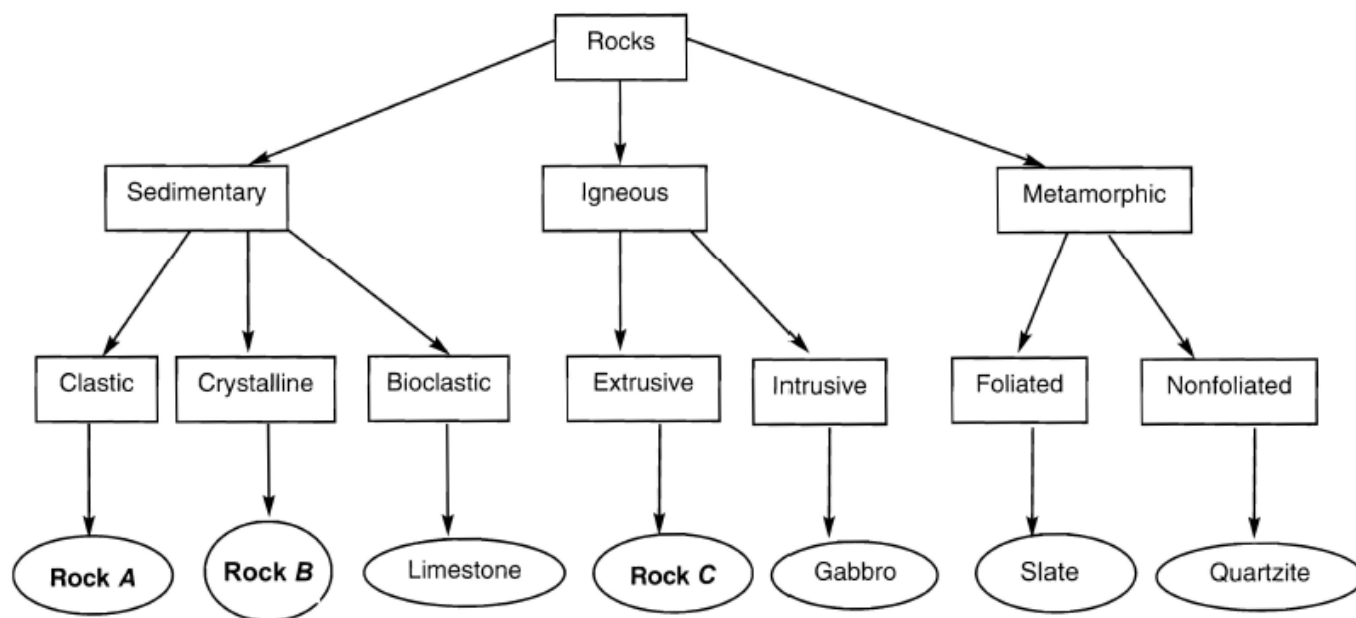 Rocks
Sedimentary
Igneous
Metamorphic
Clastic
Crystalline
Bioclastic
Extrusive
Intrusive
Foliated
Nonfoliated
Rock A
Rock B
Limestone
Rock C
Gabbro
Slate
Quartzite